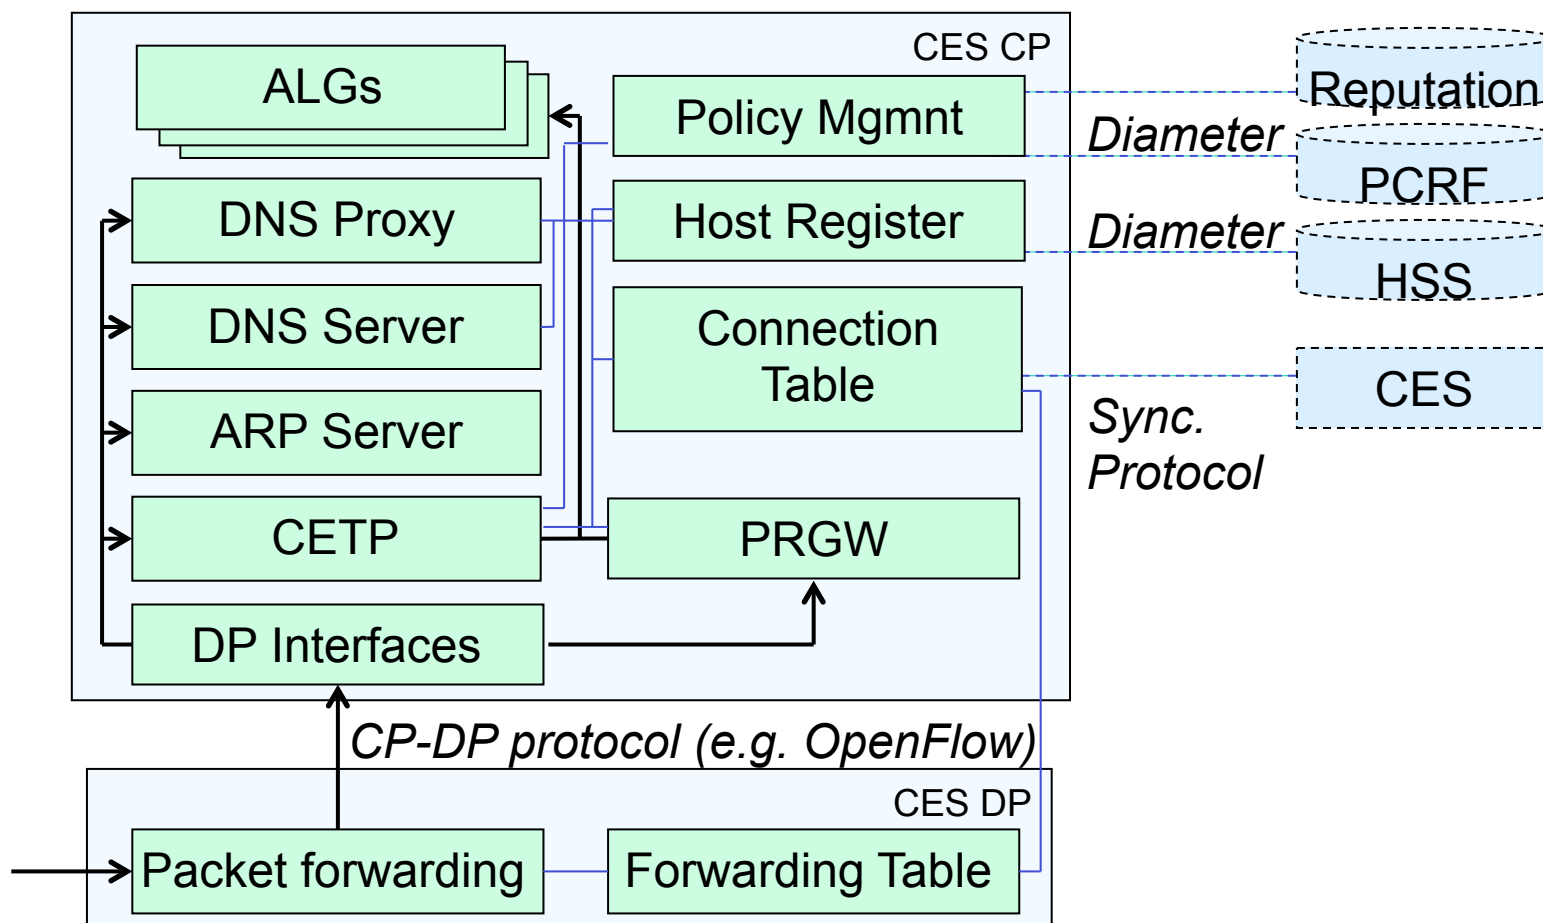 CES CP
ALGs
Policy Mgmnt
Reputation
Diameter
PCRF
DNS Proxy
Host Register
Diameter
HSS
DNS Server
Connection
Table
CES
ARP Server
Sync.
Protocol
CETP
PRGW
DP Interfaces
CP-DP protocol (e.g. OpenFlow)
CES DP
Packet forwarding
Forwarding Table